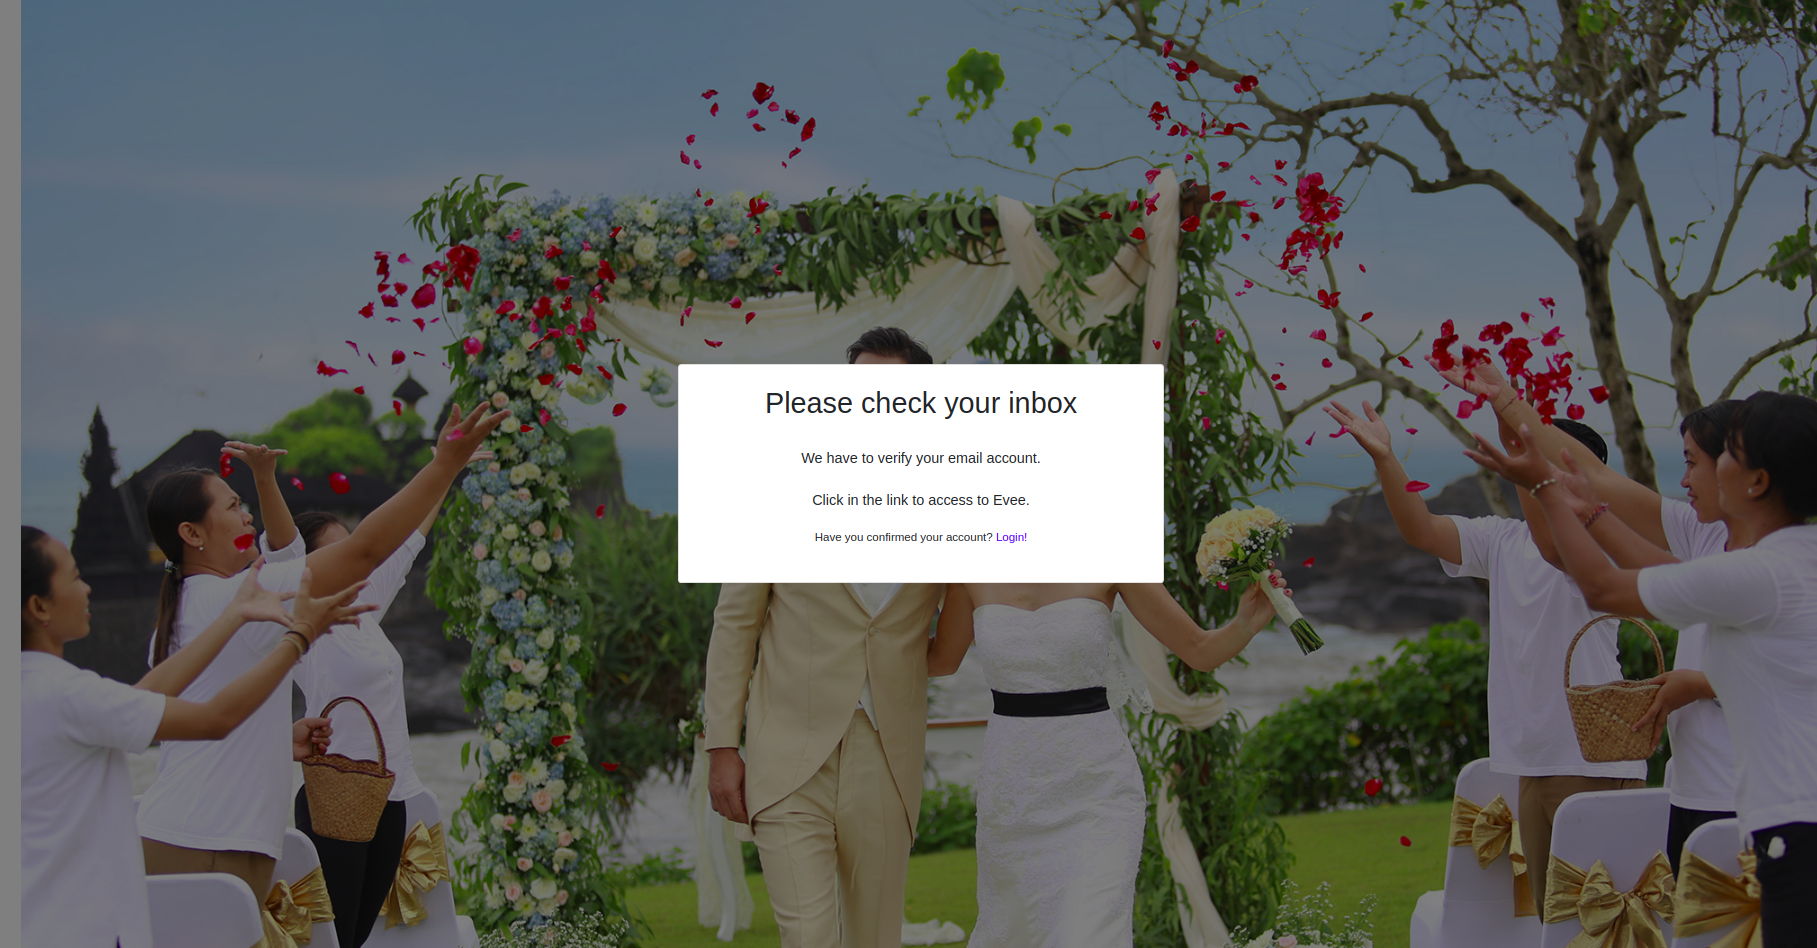 Please check your inbox
We have to verify your email account.
Click in the link to access to Evee.
Have you confirmed your account? Login!